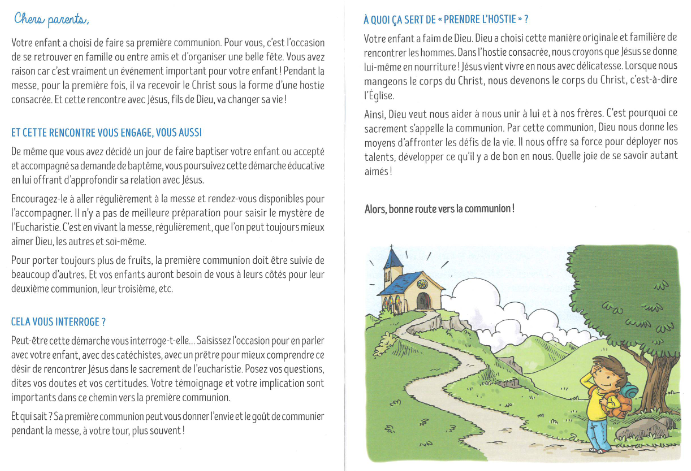 Chers parents,
Votre enfant a choisi de faire sa première communion. Pour vous, c'est l'occasion
de se retrouver en famille ou entre amis et d'organiser une belle fête. Vous avez
raison car c'est vraiment un évènement important pour votre enfant ! Pendant la
messe, pour la première fois, il va recevoir le Christ sous la forme d'une hostie
consacrée. Et cette rencontre avec Jésus, fils de Dieu, va changer sa vie !
ET CETTE RENCONTRE VOUS ENGAGE, VOUS AUSSI
De même que vous avez décidé un jour de faire baptiser votre enfant ou accepté
et accompagné sa demande de baptême, vous poursuivez cette démarche éducative
en lui offrant d'approfondir sa relation avec Jésus.
Encouragez-le à aller régulièrement à la messe et rendez-vous disponibles pour
l'accompagner. Il n'y a pas de meilleure préparation pour saisir le mystère de
l'Eucharistie. C'est en vivant la messe, régulièrement, que l'on peut toujours mieux
aimer Dieu, les autres et soi-même.
Pour porter toujours plus de fruits, la première communion doit être suivie de
beaucoup d'autres. Et vos enfants auront besoin de vous à leurs côtés pour leur
deuxième communion, leur troisième, etc.
CELA VOUS INTERROGE ?
Peut-être cette démarche vous interroge-t-elle... Saisissez l'occasion pour en parler
avec votre enfant, avec des catéchistes, avec un prêtre pour mieux comprendre ce
désir de rencontrer Jésus dans le sacrement de l'eucharistie. Posez vos questions,
dites vos doutes et vos certitudes. Votre témoignage et votre implication sont
importants dans ce chemin vers la première communion.
Et qui sait ? Sa première communion peut vous donner l'envie et le goût de communier
pendant la messe, à votre tour, plus souvent !
À QUOI ÇA SERT DE « PRENDRE L'HOSTIE » ?
Votre enfant a faim de Dieu. Dieu a choisi cette manière originale et familière de
rencontrer les hommes. Dans l'hostie consacrée, nous croyons que Jésus se donne
lui-même en nourriture ! Jésus vient vivre en nous avec délicatesse. Lorsque nous
mangeons le corps du Christ, nous devenons le corps du Christ, c'est-à-dire
l'Église.
Ainsi, Dieu veut nous aider à nous unir à lui et à nos frères. C'est pourquoi ce
sacrement s'appelle la communion. Par cette communion, Dieu nous donne les
moyens d'affronter les défis de la vie. Il nous offre sa force pour déployer nos
talents, développer ce qu'il y a de bon en nous. Quelle joie de se savoir autant
aimés !
Alors, bonne route vers la communion !